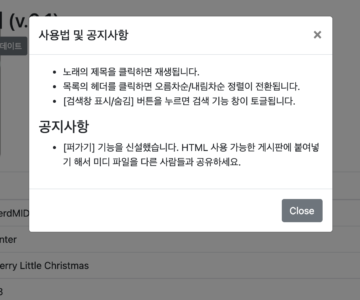 (v.0.1)
데이트
사용법 및 공지사항
×
노래의 제목을 클릭하면 재생됩니다.
목록의 헤더를 클릭하면 오름차순/내림차순 정렬이 전환됩니다.
[검색창 표시/숨김] 버튼을 누르면 검색 기능 창이 토글됩니다.
공지사항
[퍼가기] 기능을 신설했습니다. HTML 사용 가능한 게시판에 붙여넣
기 해서 미디 파일을 다른 사람들과 공유하세요.
Close
erdMID
nter
erry Little Christmas